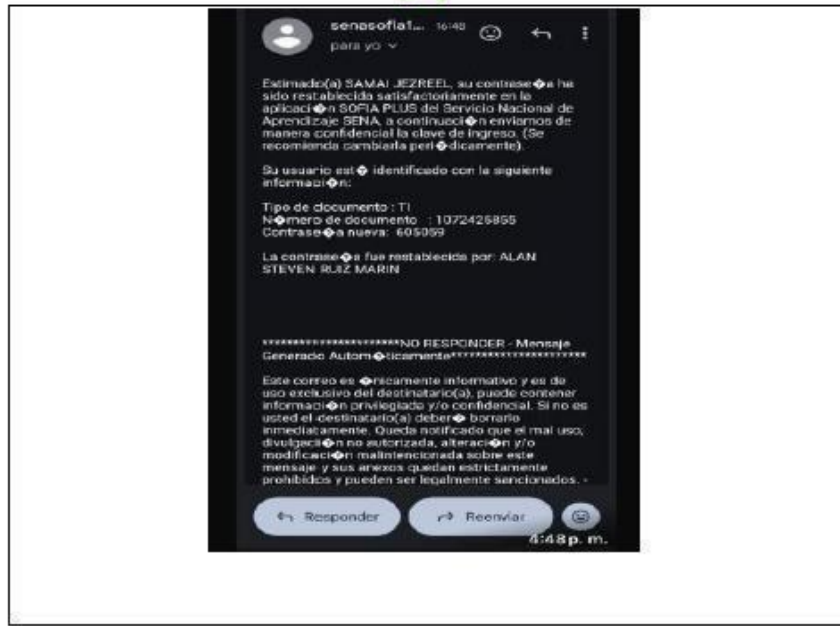 senasofia1... 16:48
para yo
Estimado(a) SAMAI JEZREEL, su contrase�a ha
sido restablecida satisfactoriamente en la
aplicaci�n SOFIA PLUS del Servicio Nacional de
Aprendizaje SENA, a continuaci�n enviamos de
manera confidencial la clave de ingreso. (Se
recomienda cambiarla peri�dicamente).
Su usuario est� identificado con la siguiente
informaci�n:
Tipo de documento : TI
N�mero de documento : 1072425855
Contrase�a nueva: 605059
La contrase�a fue restablecida por: ALAN
STEVEN RUIZ MARIN
**********************NO RESPONDER - Mensaje
Generado Autom�ticamente**********************
Este correo es �nicamente informativo y es de
uso exclusivo del destinatario(a), puede contener
informaci�n privilegiada y/o confidencial. Si no es
usted el destinatario(a) deber� borrarlo
inmediatamente. Queda notificado que el mal uso,
divulgaci�n no autorizada, alteraci�n y/o
modificaci�n malintencionada sobre este
mensaje y sus anexos quedan estrictamente
prohibidos y pueden ser legalmente sancionados. -
Responder Reenviar
4:48 p. m.